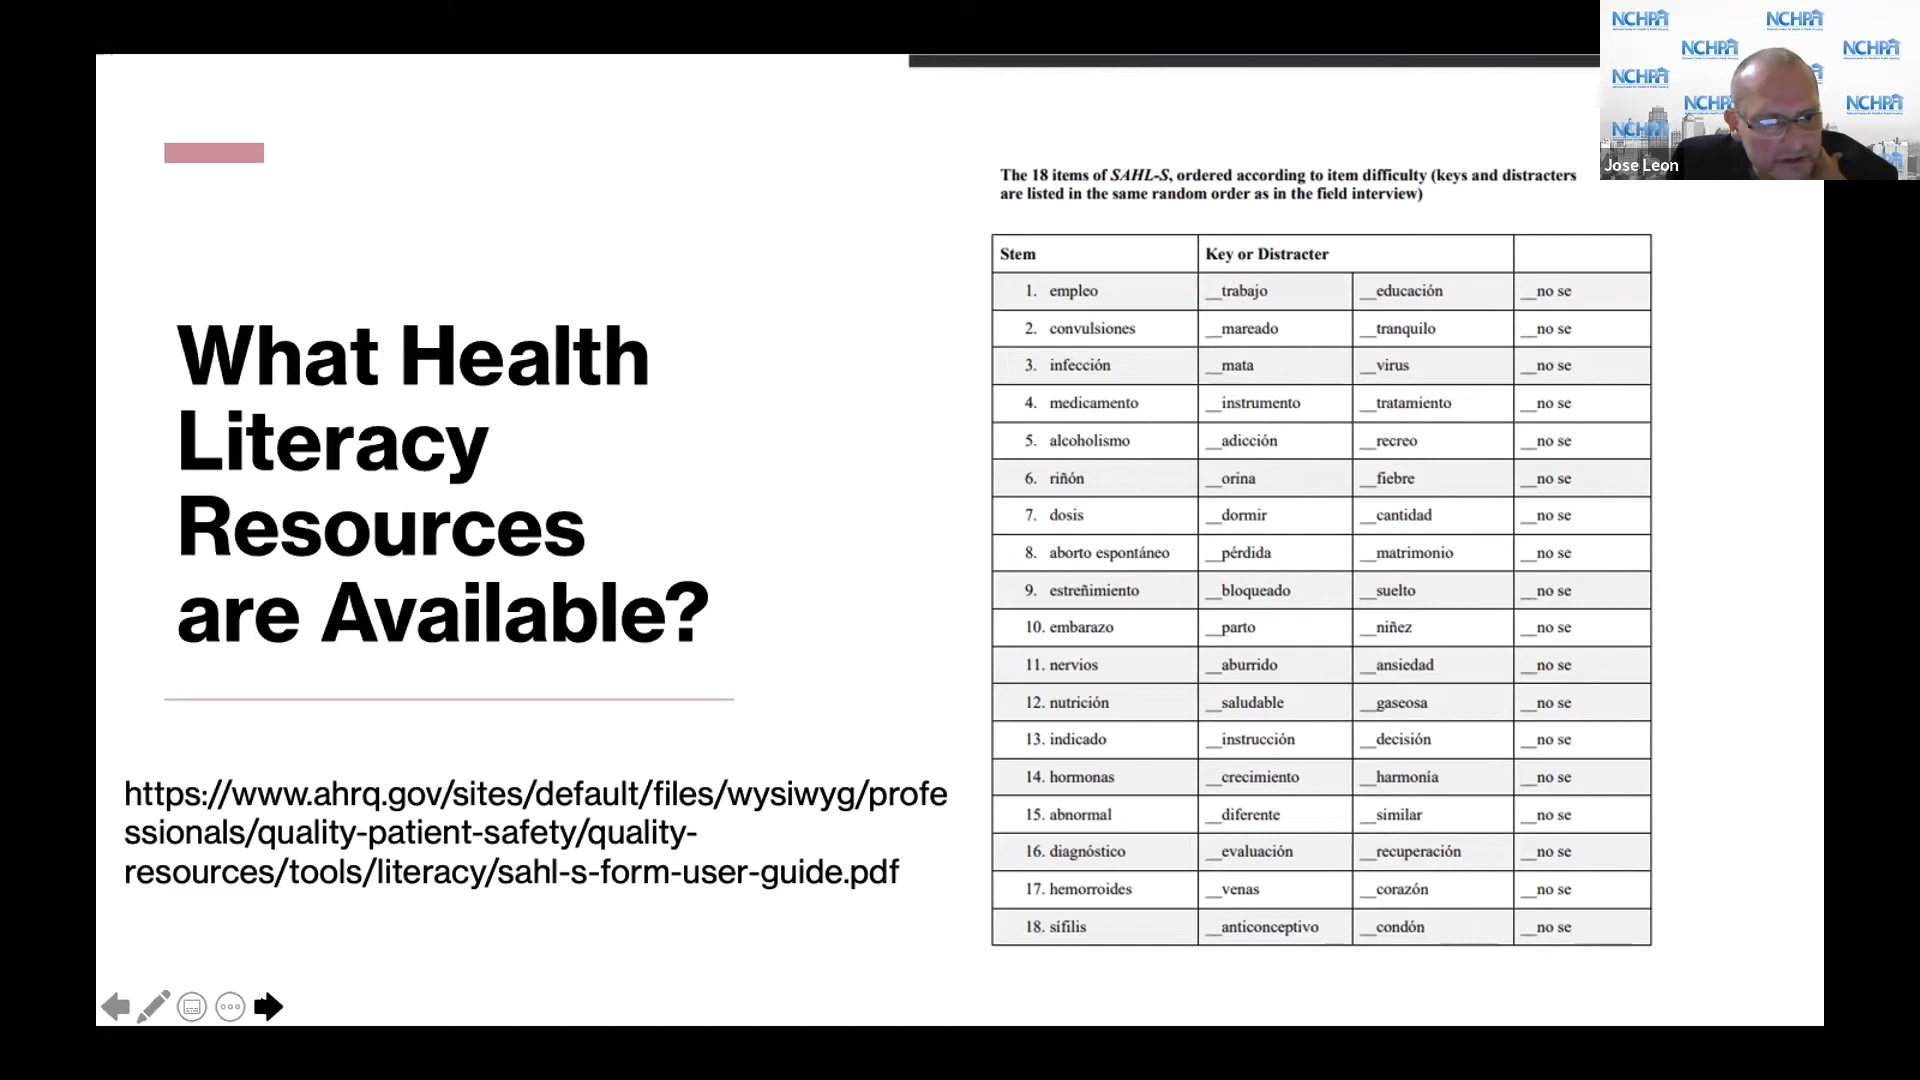 What Health
Literacy
Resources
are Available?
https://www.ahrq.gov/sites/default/files/wysiwyg/profe
ssionals/quality-patient-safety/quality-
resources/tools/literacy/sahl-s-form-user-guide.pdf
The 18 items of SAHL-S, ordered according to item difficulty (keys and distracters
are listed in the same random order as in the field interview)
Stem Key or Distracter
1. empleo __trabajo __educación __no se
2. convulsiones __mareado __tranquilo __no se
3. infección __mata __virus __no se
4. medicamento __instrumento __tratamiento __no se
5. alcoholismo __adicción __recreo __no se
6. riñón __orina __fiebre __no se
7. dosis __dormir __cantidad __no se
8. aborto espontáneo __pérdida __matrimonio __no se
9. estreñimiento __bloqueado __suelto __no se
10. embarazo __parto __niñez __no se
11. nervios __aburrido __ansiedad __no se
12. nutrición __saludable __gaseosa __no se
13. indicado __instrucción __decisión __no se
14. hormonas __crecimiento __harmonía __no se
15. abnormal __diferente __similar __no se
16. diagnóstico __evaluación __recuperación __no se
17. hemorroides __venas __corazón __no se
18. sífilis __anticonceptivo __condón __no se
NCHPH NCHPH
NCHPH NCHPH
NCHPH
NCHPH
NCHPH
Jose Leon